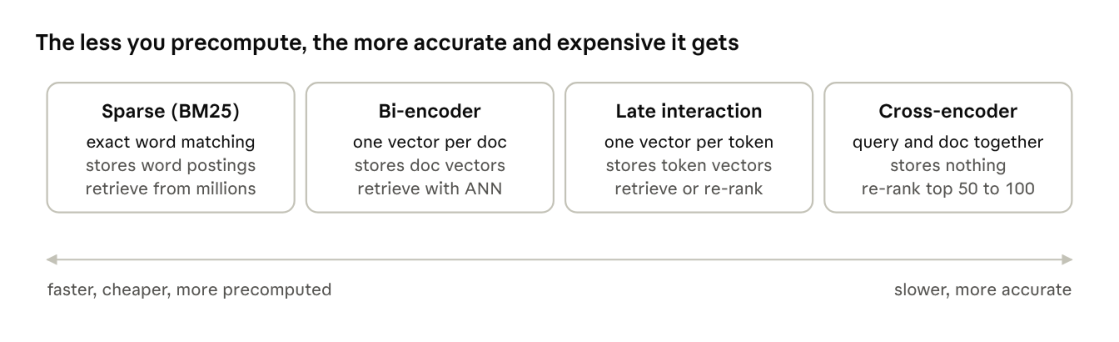 The less you precompute, the more accurate and expensive it gets
Sparse (BM25)
exact word matching
stores word postings
retrieve from millions
Bi-encoder
one vector per doc
stores doc vectors
retrieve with ANN
Late interaction
one vector per token
stores token vectors
retrieve or re-rank
Cross-encoder
query and doc together
stores nothing
re-rank top 50 to 100
faster, cheaper, more precomputed
slower, more accurate